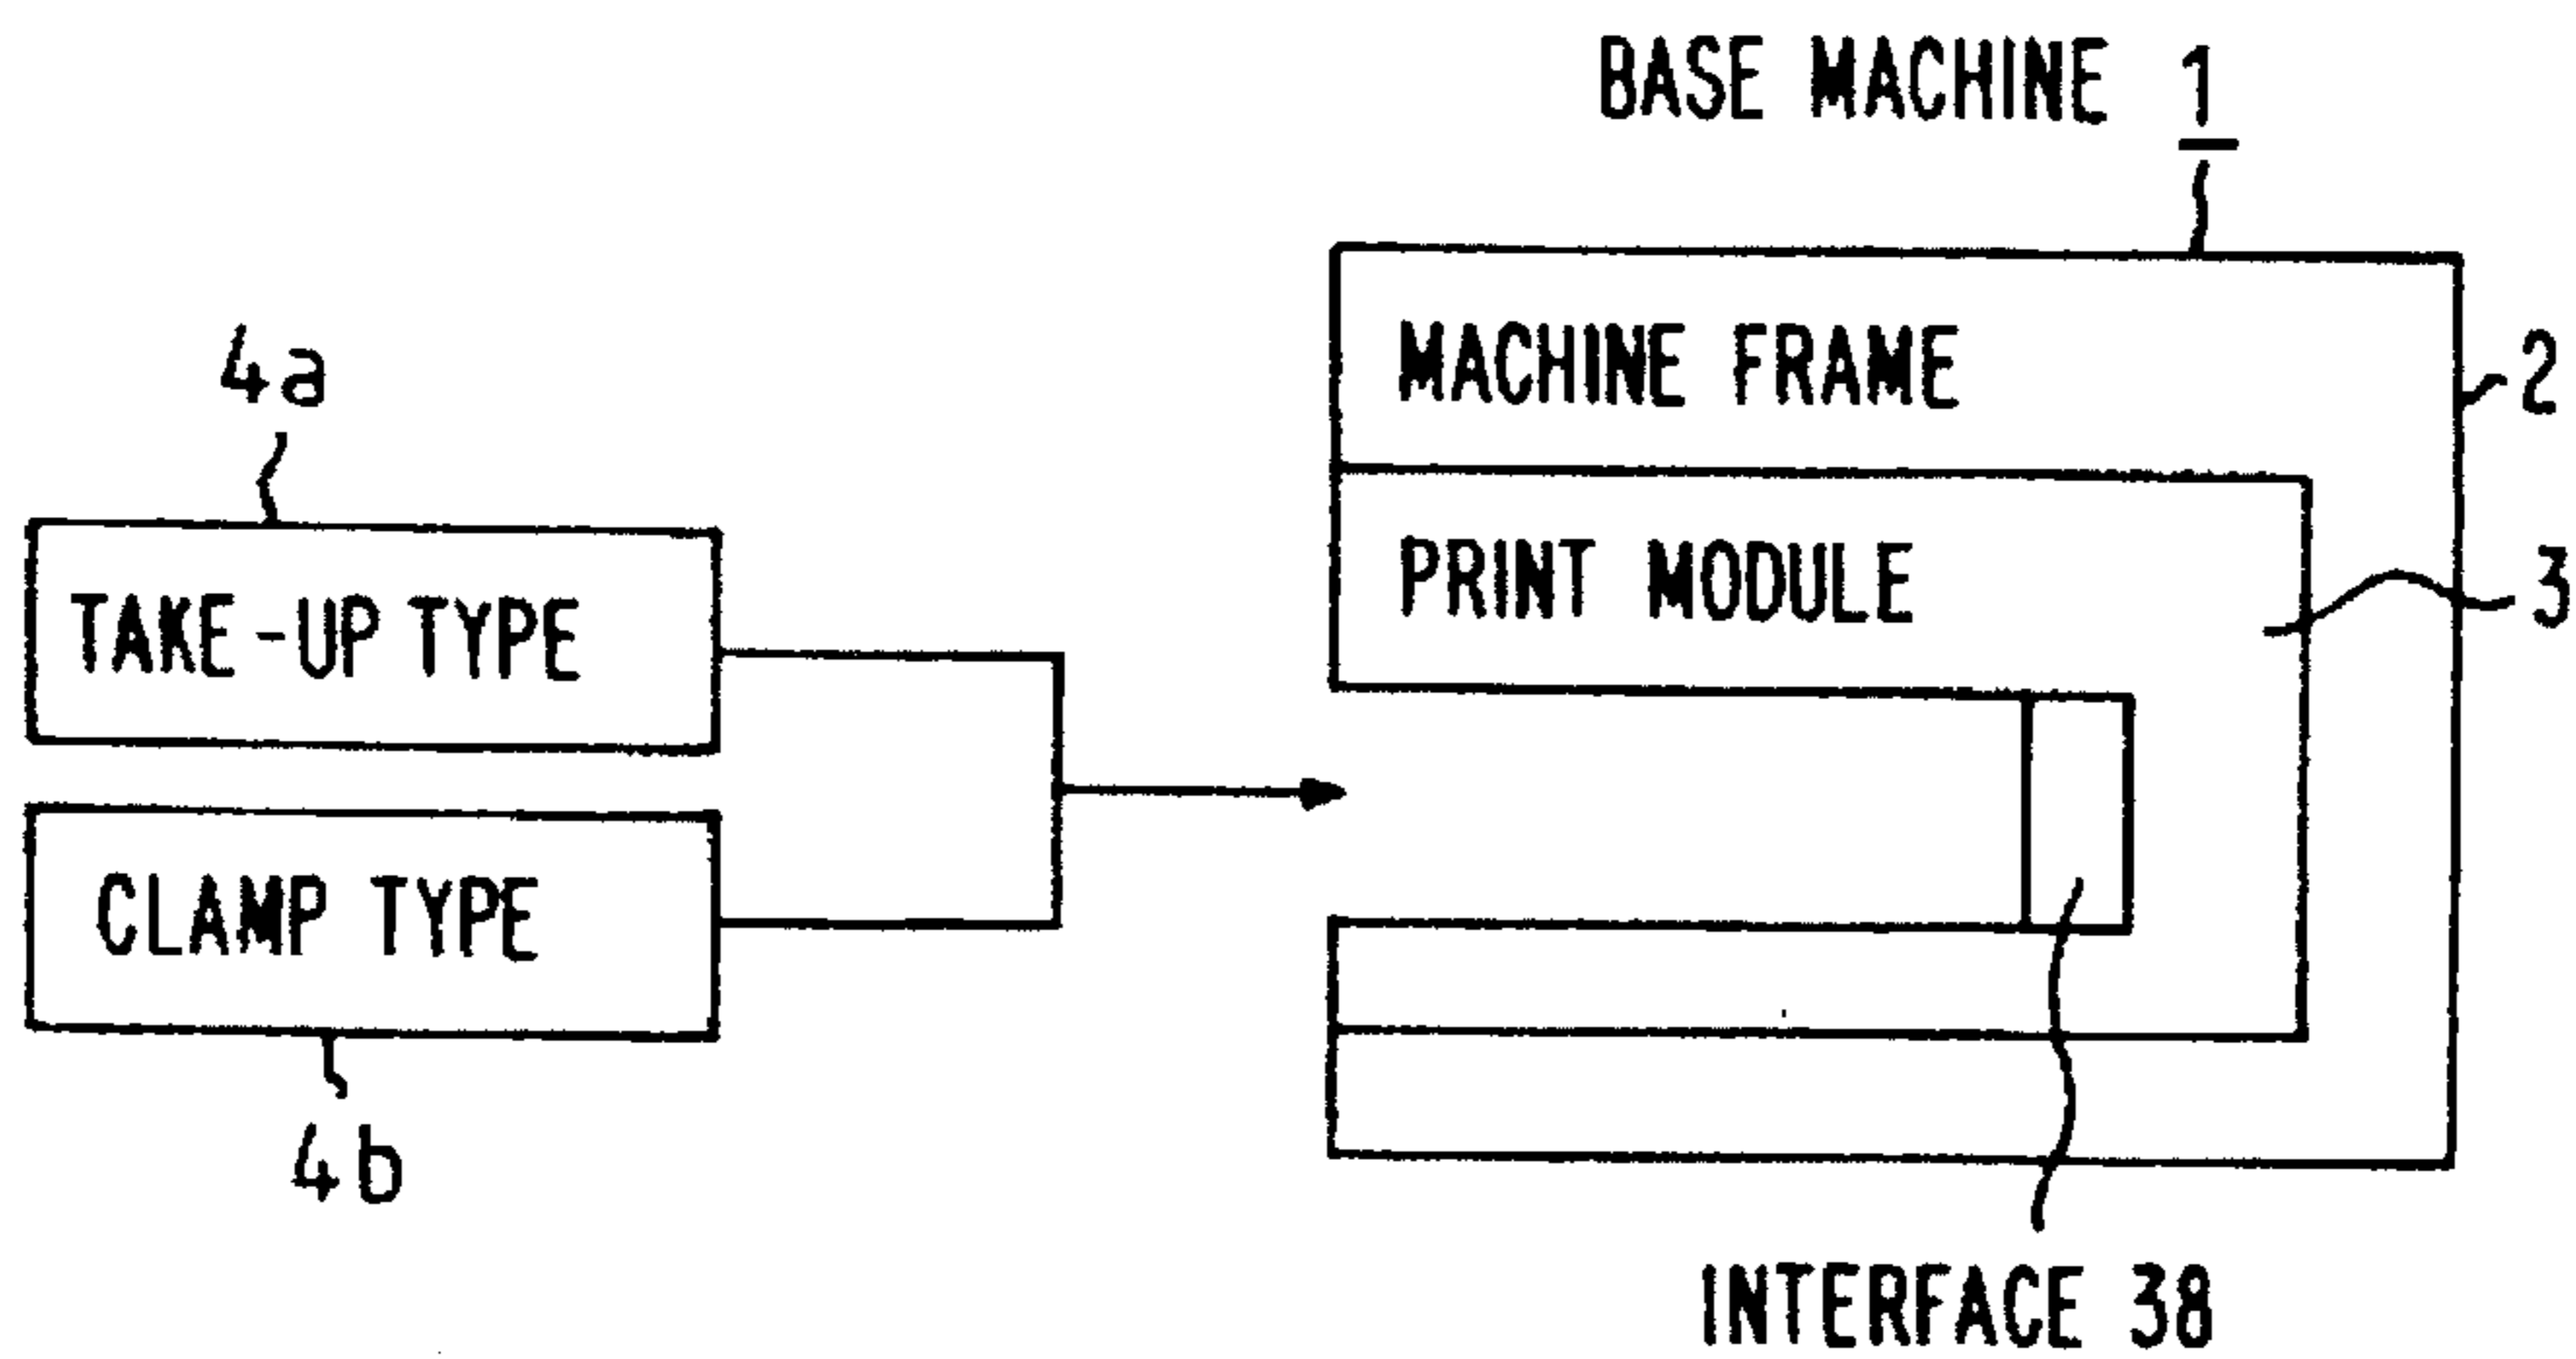 BASE MACHINE 1
MACHINE FRAME
2
4a
PRINT MODULE
3
TAKE-UP TYPE
CLAMP TYPE
4b
INTERFACE 38